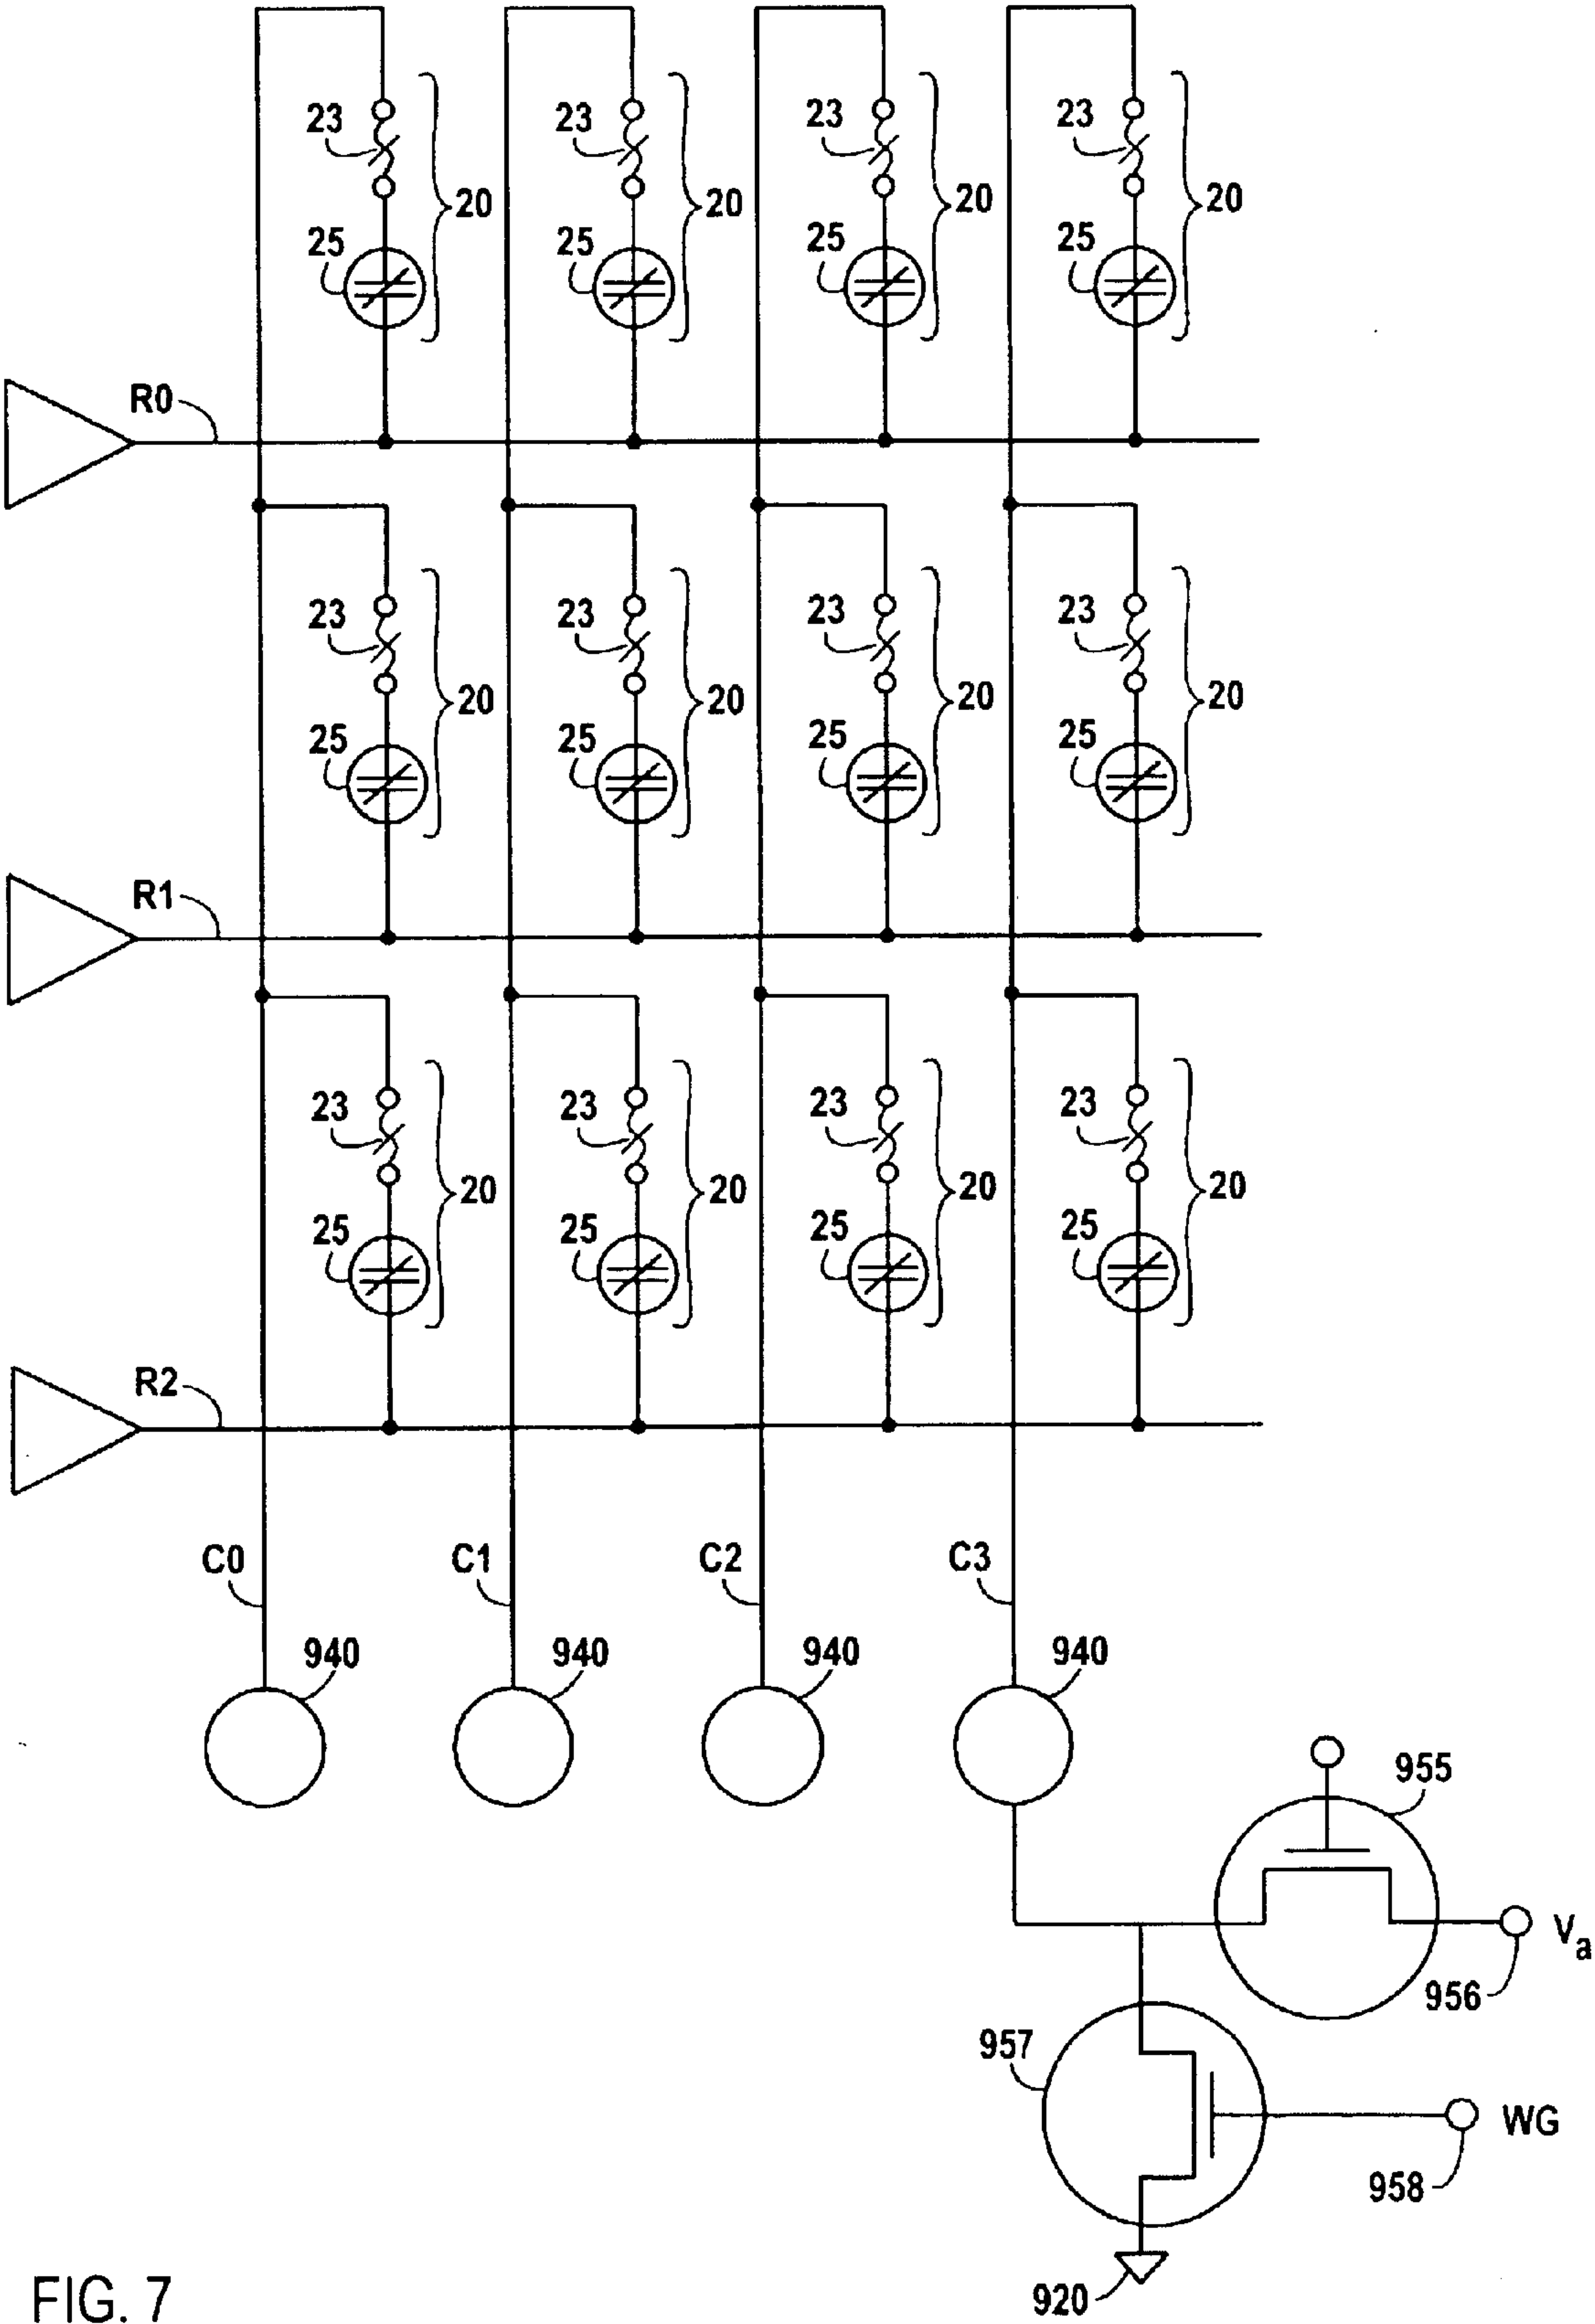 23 23 23 23
20 20 20 20
25 25 25 25
R0
23 23 23 23
20 20 20 20
25 25 25 25
R1
23 23 23 23
20 20 20 20
25 25 25 25
R2
C0 C1 C2 C3
940 940 940 940
955
Va
956
957
WG
958
920
FIG. 7